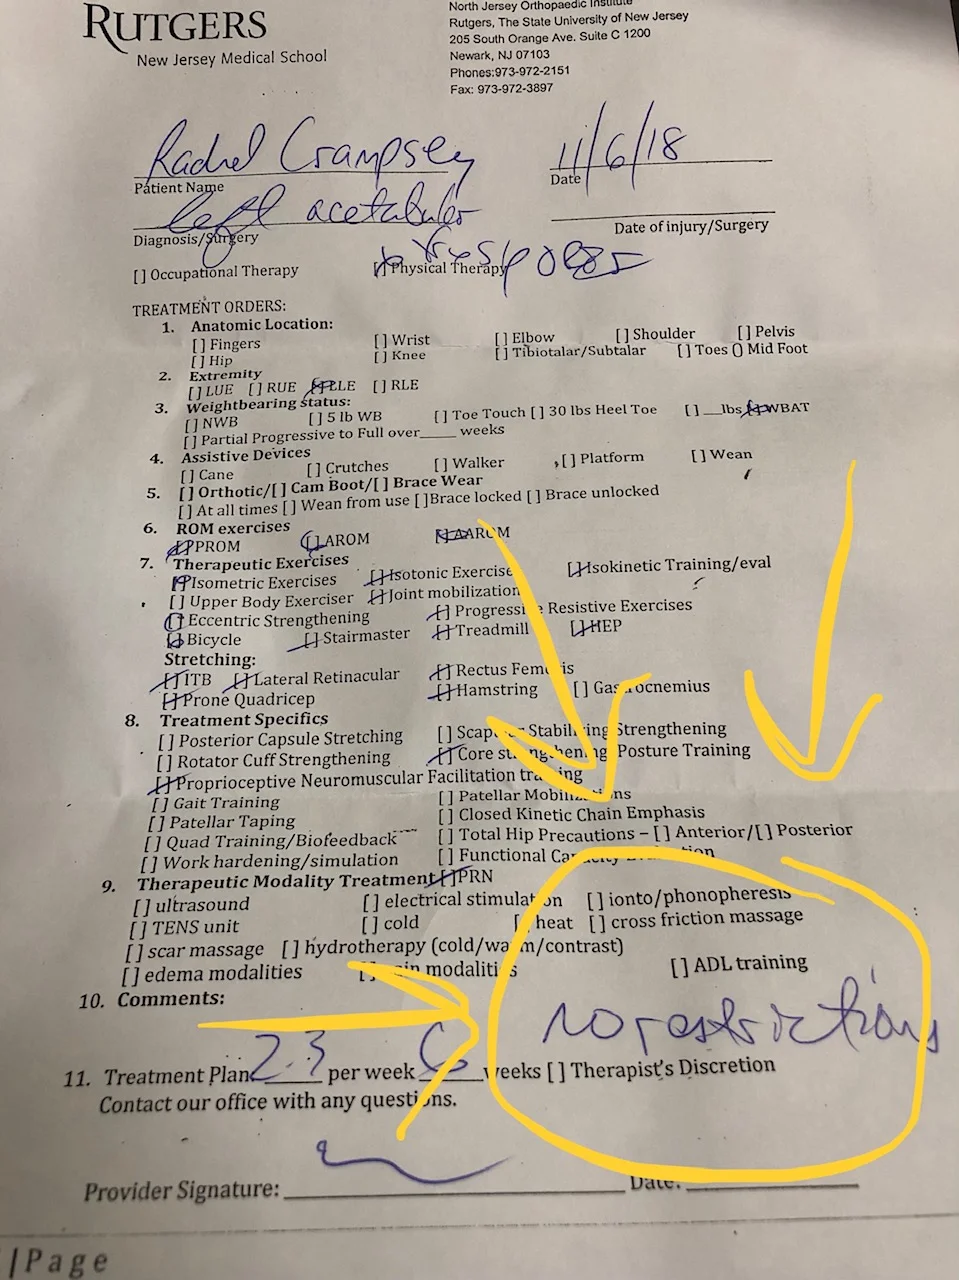 RUTGERS
New Jersey Medical School
North Jersey Orthopaedic Institute
Rutgers, The State University of New Jersey
205 South Orange Ave. Suite C 1200
Newark, NJ 07103
Phones:973-972-2151
Fax: 973-972-3897
Rachel Crampsey 11/6/18
Patient Name Date
left acetabular
Diagnosis/Surgery Date of injury/Surgery
[] Occupational Therapy [] Physical Therapy
TREATMENT ORDERS:
1. Anatomic Location:
[] Fingers [] Wrist [] Elbow [] Shoulder [] Pelvis
[] Hip [] Knee [] Tibiotalar/Subtalar [] Toes () Mid Foot
2. Extremity
[] LUE [] RUE [] LLE [] RLE
3. Weightbearing status:
[] NWB [] 5 lb WB [] Toe Touch [] 30 lbs Heel Toe [] __lbs [] WBAT
[] Partial Progressive to Full over____ weeks
4. Assistive Devices
[] Cane [] Crutches [] Walker [] Platform [] Wean
5. [] Orthotic/[] Cam Boot/[] Brace Wear
[] At all times [] Wean from use []Brace locked [] Brace unlocked
6. ROM exercises
[] PROM [] AROM [] AAROM
7. Therapeutic Exercises
[] Isometric Exercises [] Isotonic Exercise [] Isokinetic Training/eval
[] Upper Body Exerciser [] Joint mobilization
[] Eccentric Strengthening [] Progressive Resistive Exercises
[] Bicycle [] Stairmaster [] Treadmill [] HEP
Stretching:
[] ITB [] Lateral Retinacular [] Rectus Femoris
[] Prone Quadricep [] Hamstring [] Gastrocnemius
8. Treatment Specifics
[] Posterior Capsule Stretching [] Scapular Stabilizing Strengthening
[] Rotator Cuff Strengthening [] Core strengthening Posture Training
[] Proprioceptive Neuromuscular Facilitation training
[] Gait Training [] Patellar Mobilizations
[] Patellar Taping [] Closed Kinetic Chain Emphasis
[] Quad Training/Biofeedback [] Total Hip Precautions – [] Anterior/[] Posterior
[] Work hardening/simulation [] Functional Capacity Evaluation
9. Therapeutic Modality Treatment [] PRN
[] ultrasound [] electrical stimulation [] ionto/phonopheresis
[] TENS unit [] cold [] heat [] cross friction massage
[] scar massage [] hydrotherapy (cold/warm/contrast)
[] edema modalities [] pain modalities [] ADL training
10. Comments: no restrictions
11. Treatment Plan 2-3 per week 6 weeks [] Therapist's Discretion
Contact our office with any questions.
Provider Signature: Date:
| Page